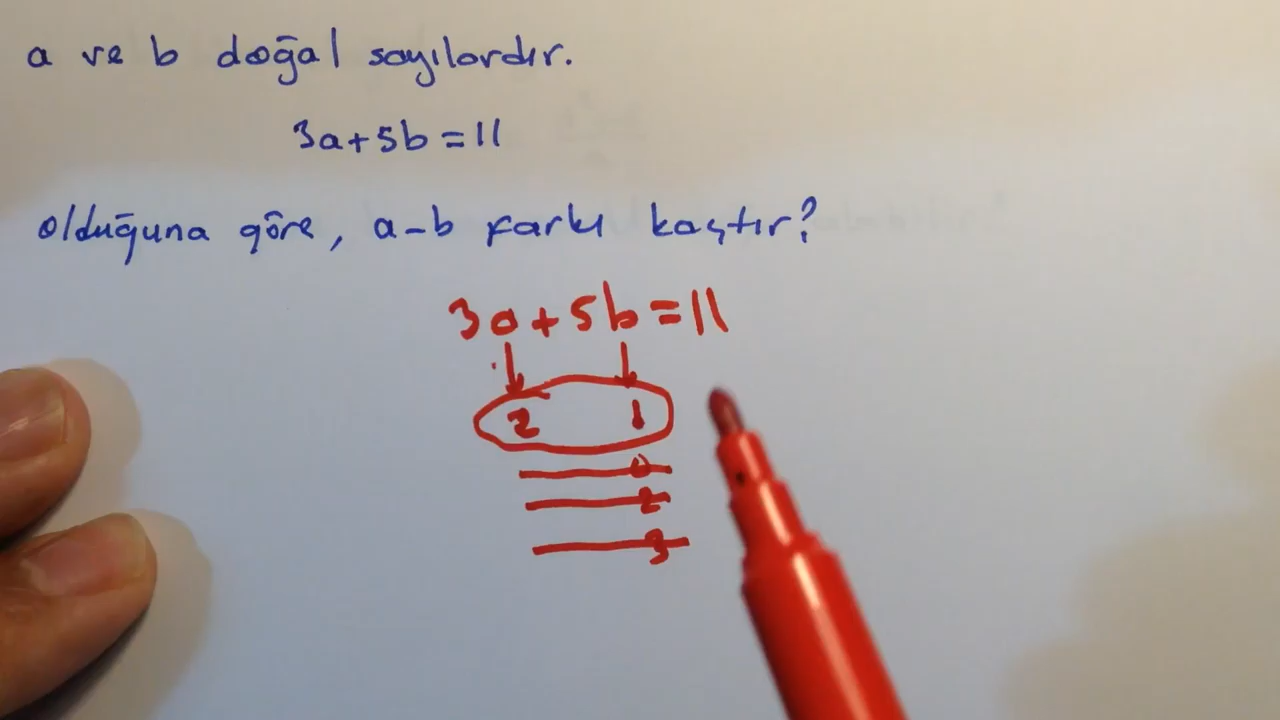 a ve b doğal sayılardır.
3a+5b=11
olduğuna göre, a-b farkı kaçtır?
3a+5b=11
2 1
0
2
3